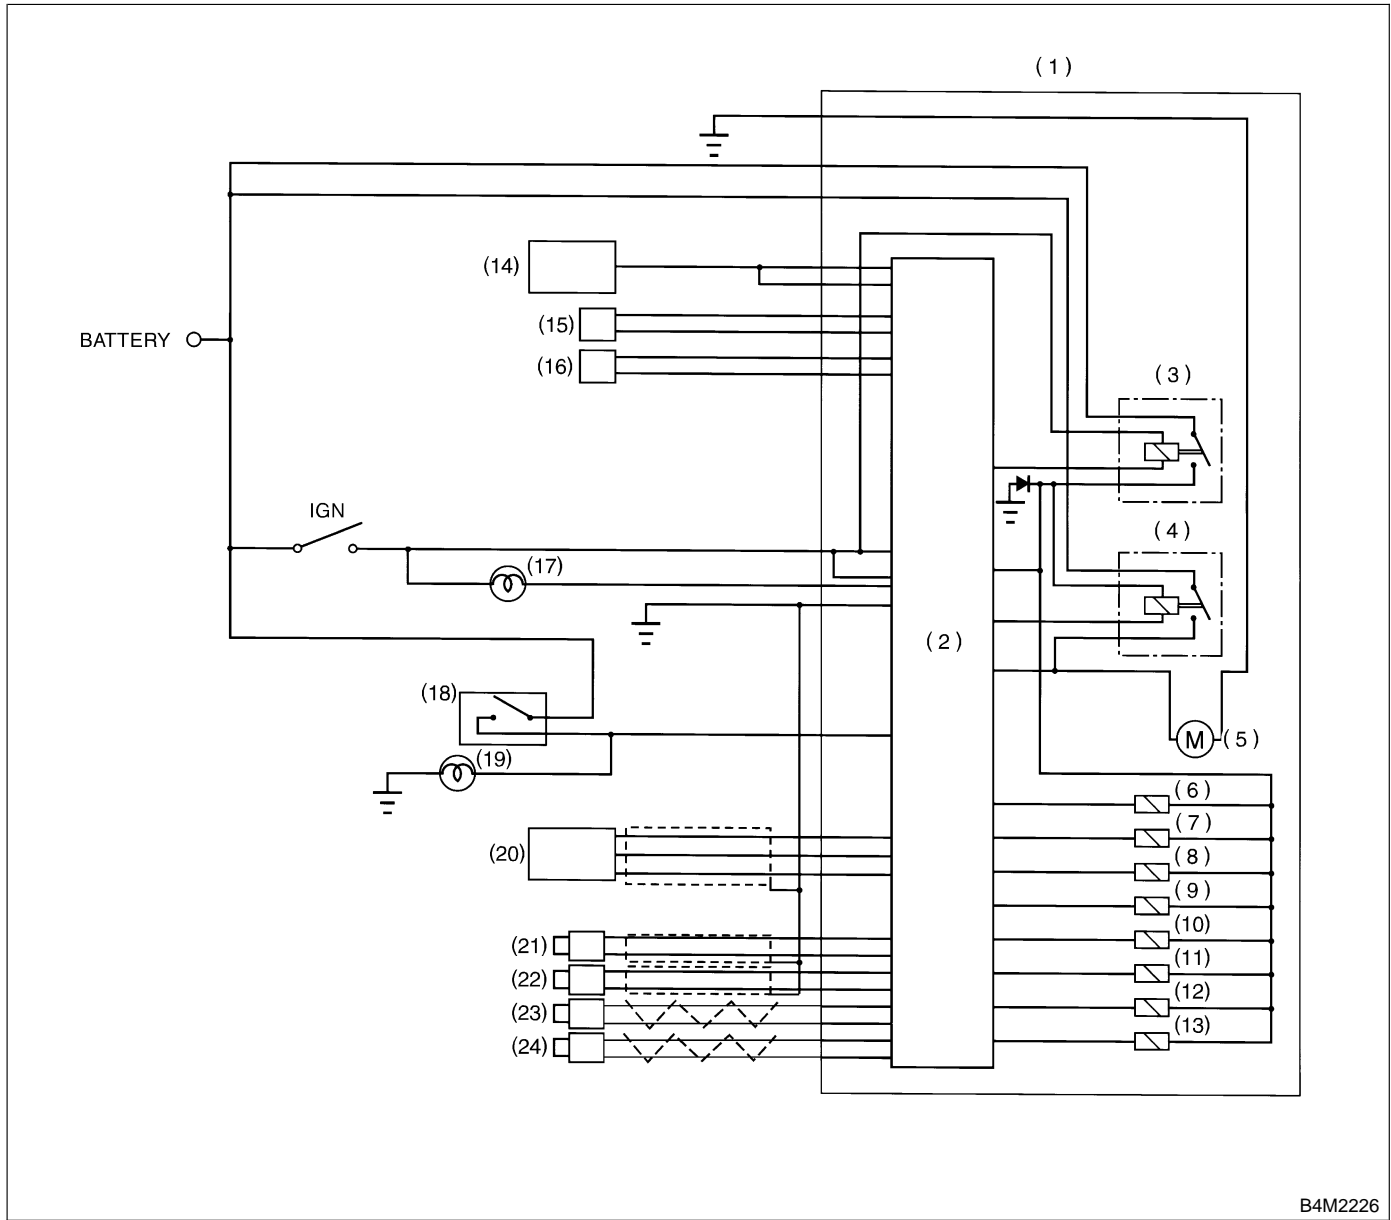 ( 1 )
(14)
(15)
BATTERY
(16)
( 3 )
IGN
( 4 )
(17)
( 2 )
(18)
( 5 )
M
(19)
( 6 )
( 7 )
(20)
( 8 )
( 9 )
(10)
(21)
(11)
(22)
(12)
(23)
(13)
(24)
B4M2226